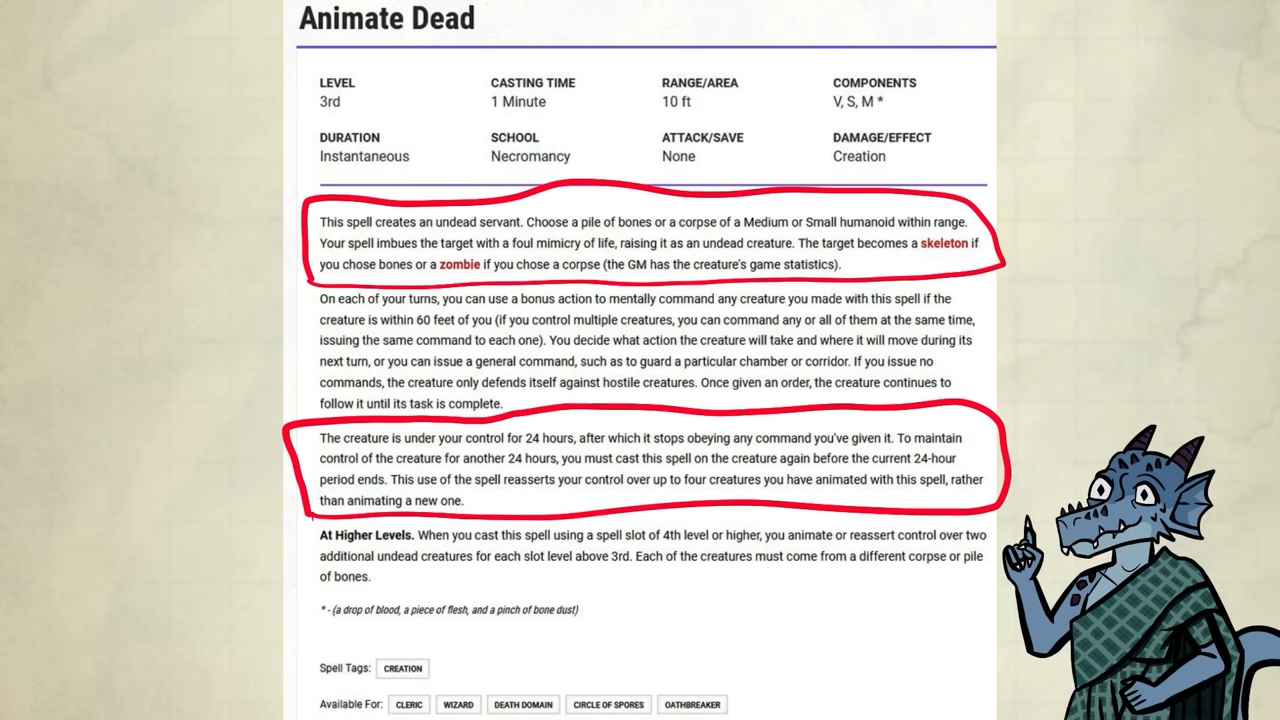 Animate Dead
LEVEL CASTING TIME RANGE/AREA COMPONENTS
3rd 1 Minute 10 ft V, S, M *
DURATION SCHOOL ATTACK/SAVE DAMAGE/EFFECT
Instantaneous Necromancy None Creation
This spell creates an undead servant. Choose a pile of bones or a corpse of a Medium or Small humanoid within range.
Your spell imbues the target with a foul mimicry of life, raising it as an undead creature. The target becomes a skeleton if
you chose bones or a zombie if you chose a corpse (the GM has the creature's game statistics).
On each of your turns, you can use a bonus action to mentally command any creature you made with this spell if the
creature is within 60 feet of you (if you control multiple creatures, you can command any or all of them at the same time,
issuing the same command to each one). You decide what action the creature will take and where it will move during its
next turn, or you can issue a general command, such as to guard a particular chamber or corridor. If you issue no
commands, the creature only defends itself against hostile creatures. Once given an order, the creature continues to
follow it until its task is complete.
The creature is under your control for 24 hours, after which it stops obeying any command you've given it. To maintain
control of the creature for another 24 hours, you must cast this spell on the creature again before the current 24-hour
period ends. This use of the spell reasserts your control over up to four creatures you have animated with this spell, rather
than animating a new one.
At Higher Levels. When you cast this spell using a spell slot of 4th level or higher, you animate or reassert control over two
additional undead creatures for each slot level above 3rd. Each of the creatures must come from a different corpse or pile
of bones.
* - (a drop of blood, a piece of flesh, and a pinch of bone dust)
Spell Tags: CREATION
Available For: CLERIC WIZARD DEATH DOMAIN CIRCLE OF SPORES OATHBREAKER